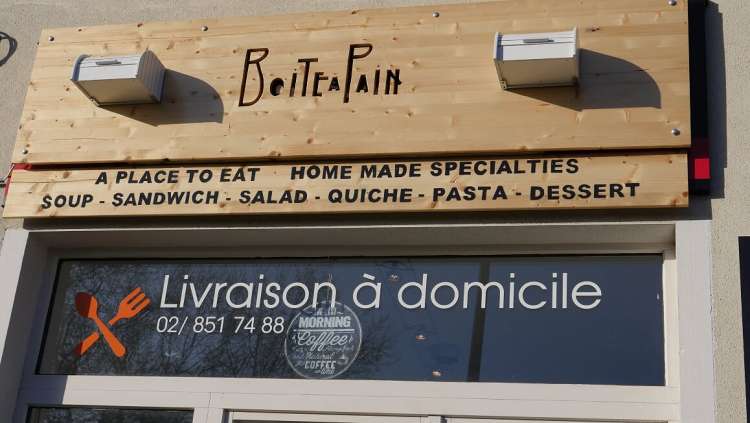 BOITEAPAIN
A PLACE TO EAT HOME MADE SPECIALTIES
SOUP - SANDWICH - SALAD - QUICHE - PASTA - DESSERT
Livraison à domicile
02/ 851 74 88
MORNING
Coffee
Natural
COFFEE